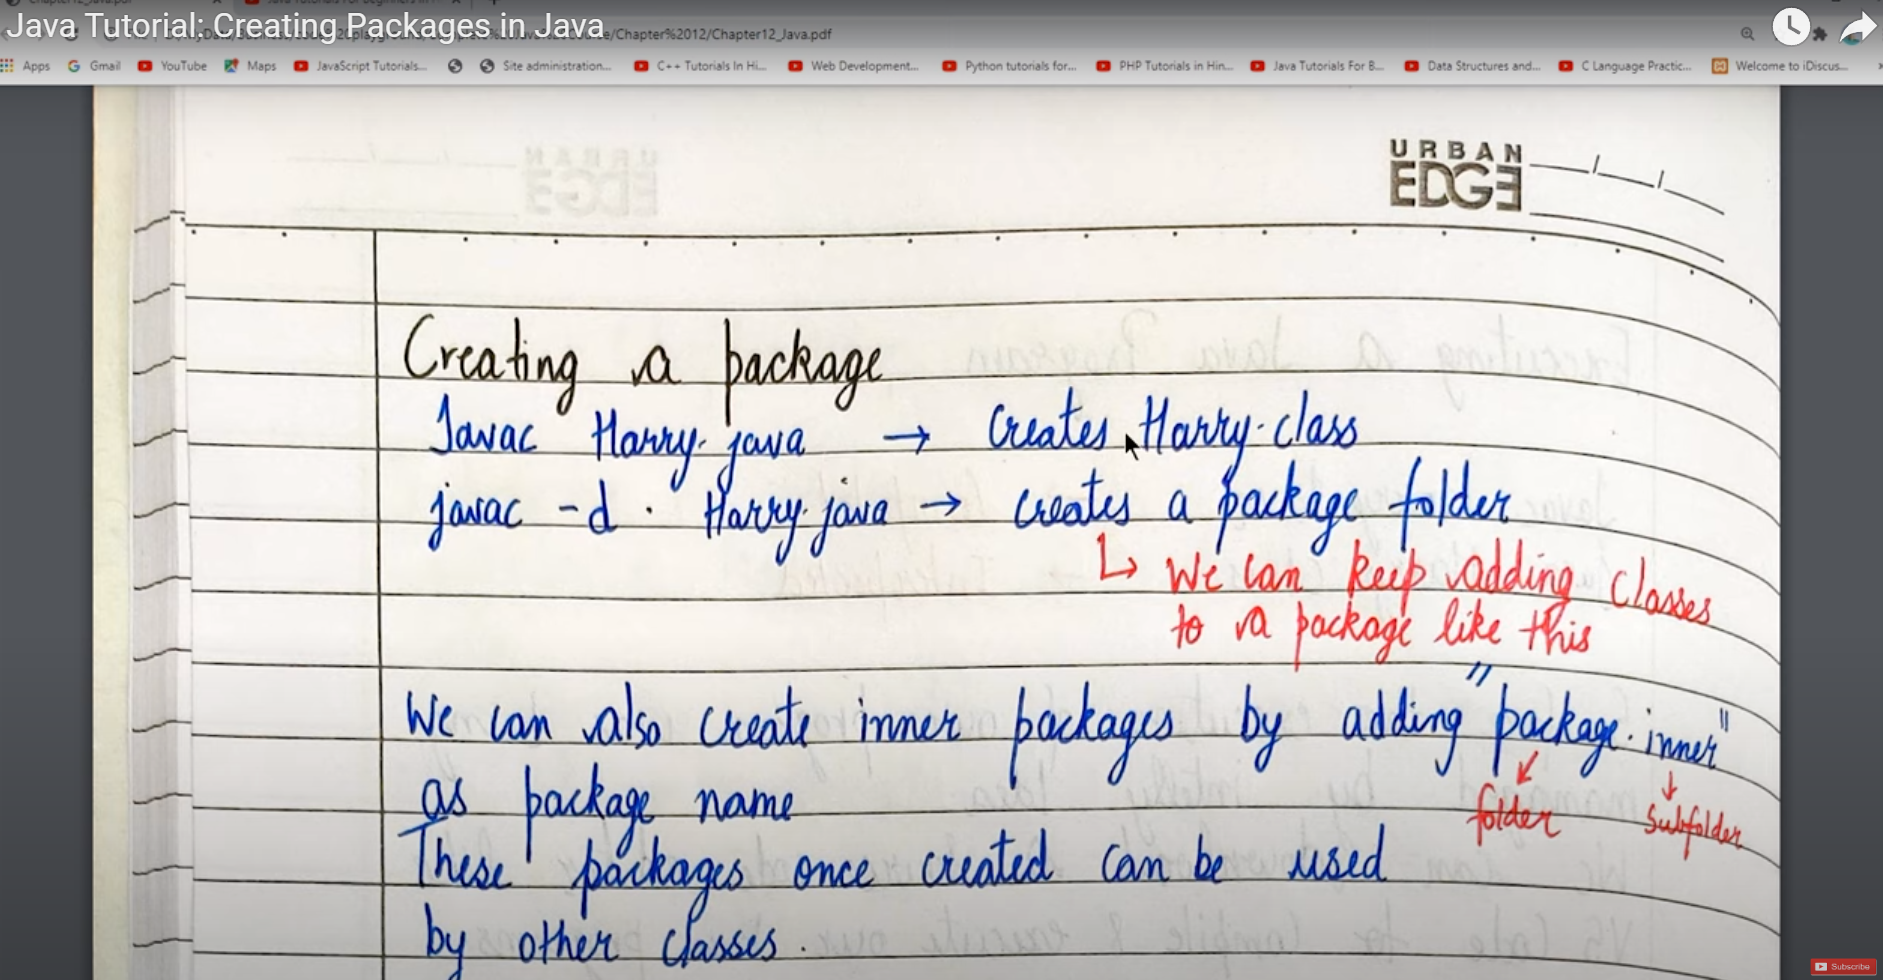 Java Tutorial: Creating Packages in Java
/Chapter%2012/Chapter12_Java.pdf
Apps Gmail YouTube Maps JavaScript Tutorials... Site administration... C++ Tutorials In Hi... Web Development... Python tutorials for... PHP Tutorials in Hin... Java Tutorials For B... Data Structures and... C Language Practic... Welcome to iDiscus...
URBAN
EDGE
Creating a package
Javac Harry.java → Creates Harry.class
javac -d . Harry.java → creates a package folder
↳ We can keep adding classes
to a package like this
We can also create inner packages by adding "package.inner"
as package name
folder
subfolder
These packages once created can be used
by other classes.
Subscribe